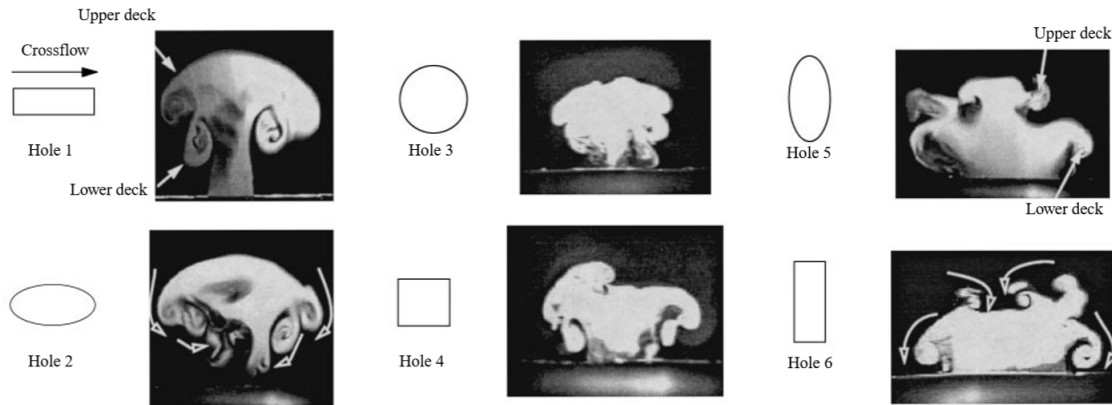 Upper deck
Crossflow
Hole 1
Lower deck
Hole 3
Upper deck
Hole 5
Lower deck
Hole 2
Hole 4
Hole 6